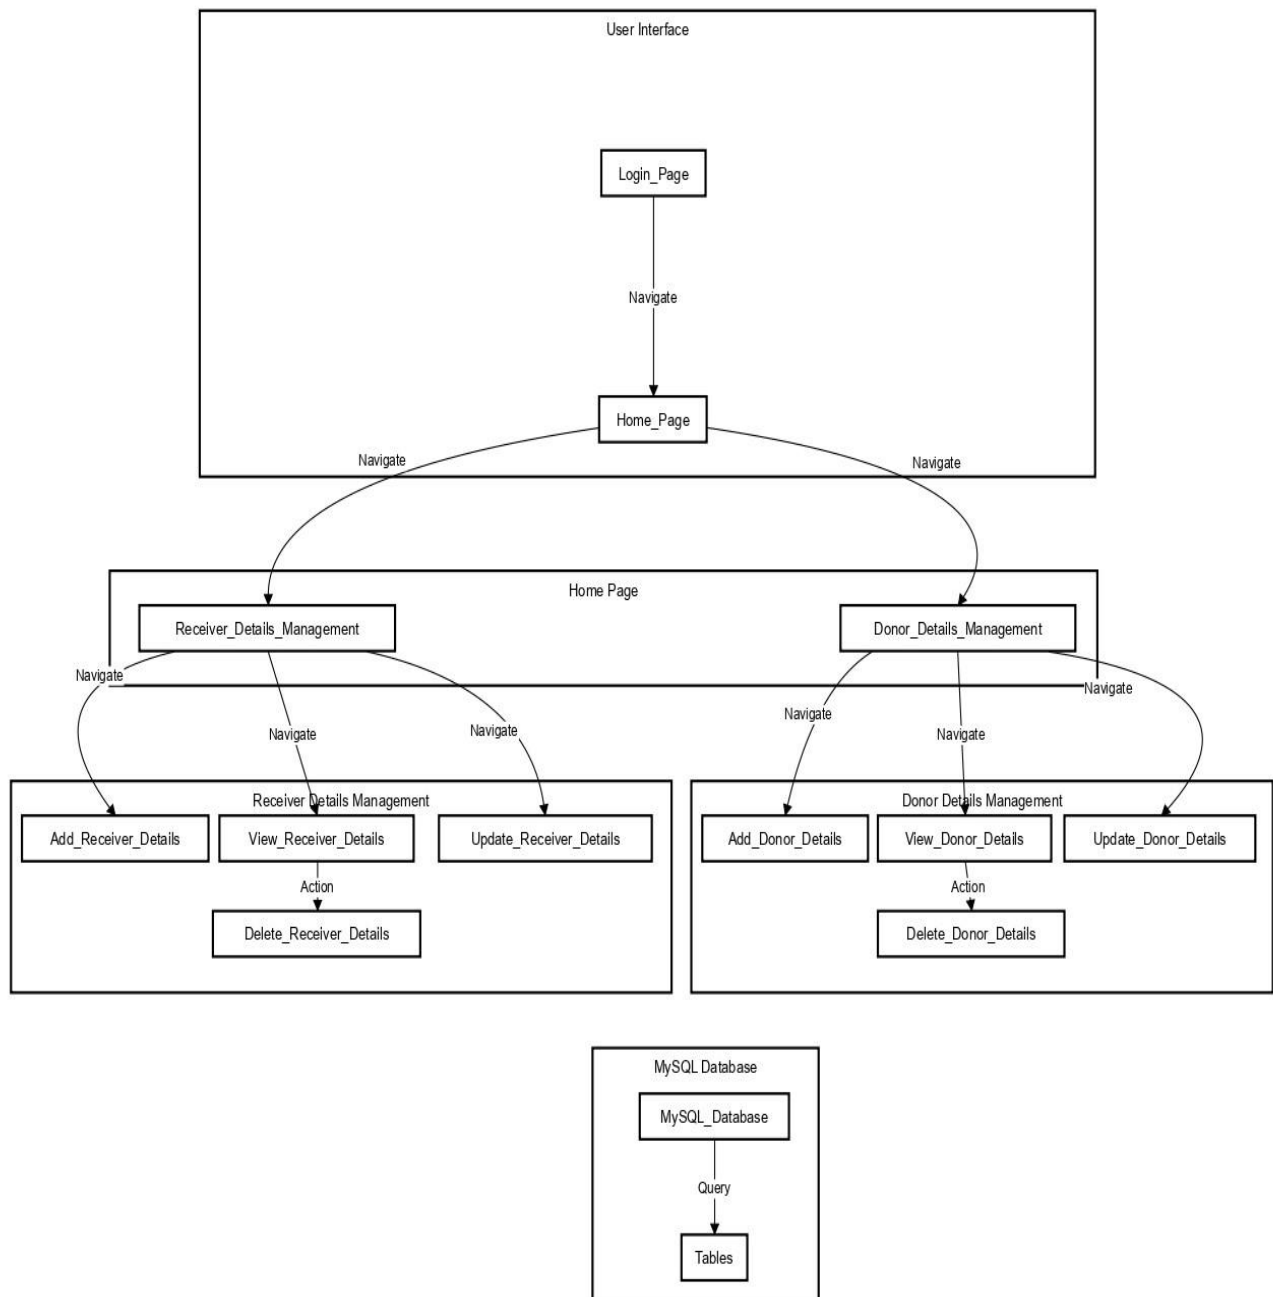 User Interface
Login_Page
Navigate
Home_Page
Navigate
Navigate
Home Page
Receiver_Details_Management
Donor_Details_Management
Navigate
Navigate
Navigate
Navigate
Navigate
Navigate
Receiver Details Management
Add_Receiver_Details
View_Receiver_Details
Update_Receiver_Details
Action
Delete_Receiver_Details
Donor Details Management
Add_Donor_Details
View_Donor_Details
Update_Donor_Details
Action
Delete_Donor_Details
MySQL Database
MySQL_Database
Query
Tables